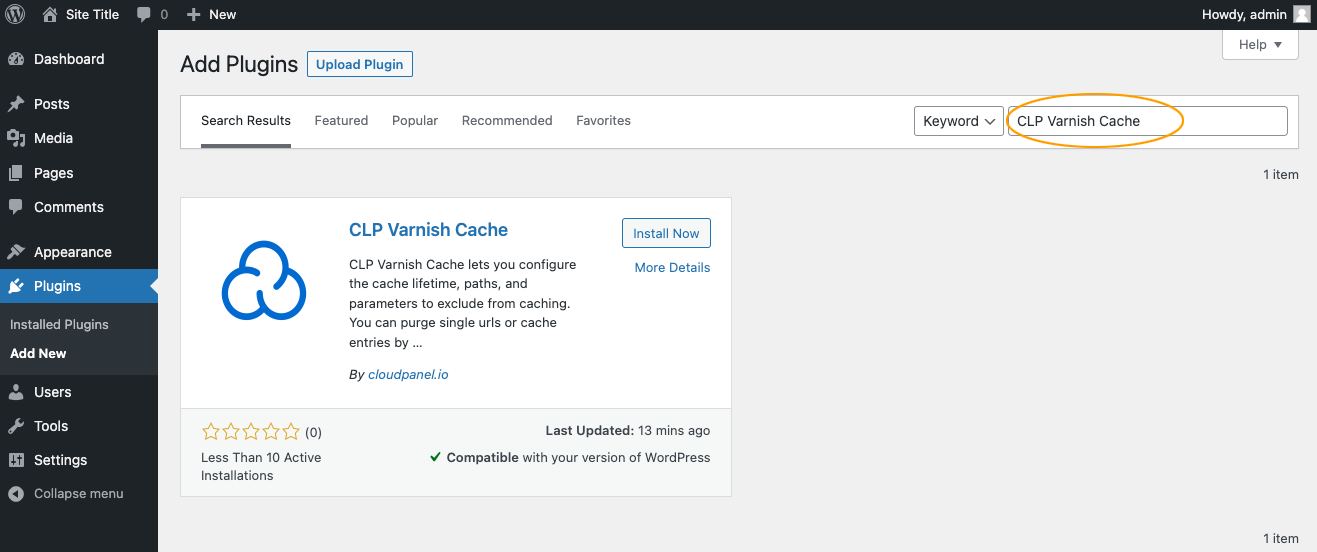 Site Title 0 New Howdy, admin
Help
Dashboard
Posts
Media
Pages
Comments
Appearance
Plugins
Installed Plugins
Add New
Users
Tools
Settings
Collapse menu
Add Plugins Upload Plugin
Search Results Featured Popular Recommended Favorites Keyword CLP Varnish Cache
1 item
CLP Varnish Cache
Install Now
More Details
CLP Varnish Cache lets you configure
the cache lifetime, paths, and
parameters to exclude from caching.
You can purge single urls or cache
entries by ...
By cloudpanel.io
(0)
Less Than 10 Active
Installations
Last Updated: 13 mins ago
Compatible with your version of WordPress
1 item